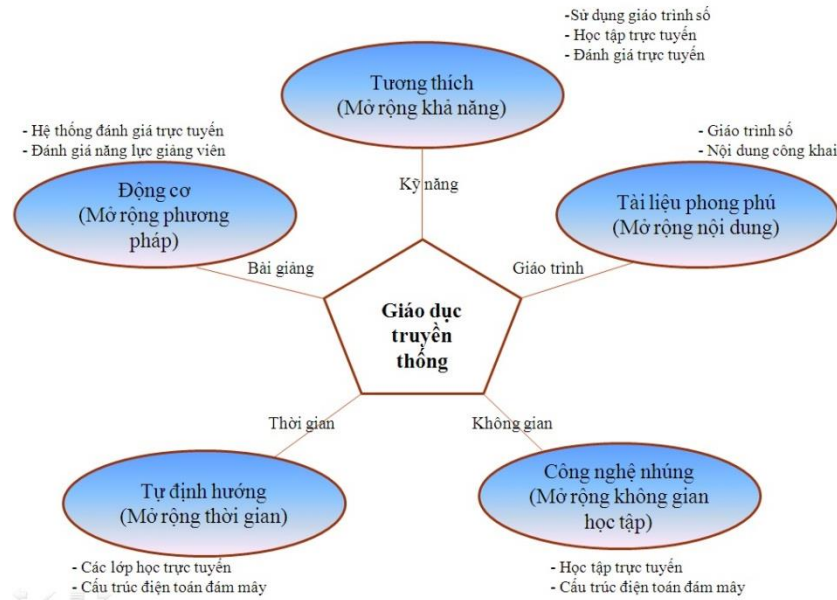 -Sử dụng giáo trình số
- Học tập trực tuyến
- Đánh giá trực tuyến
Tương thích
(Mở rộng khả năng)
- Hệ thống đánh giá trực tuyến
- Đánh giá năng lực giảng viên
- Giáo trình số
- Nội dung công khai
Động cơ
(Mở rộng phương
pháp)
Kỹ năng
Tài liệu phong phú
(Mở rộng nội dung)
Bài giảng
Giáo trình
Giáo dục
truyền
thống
Thời gian
Không gian
Tự định hướng
(Mở rộng thời gian)
Công nghệ nhúng
(Mở rộng không gian
học tập)
- Các lớp học trực tuyến
- Cấu trúc điện toán đám mây
- Học tập trực tuyến
- Cấu trúc điện toán đám mây